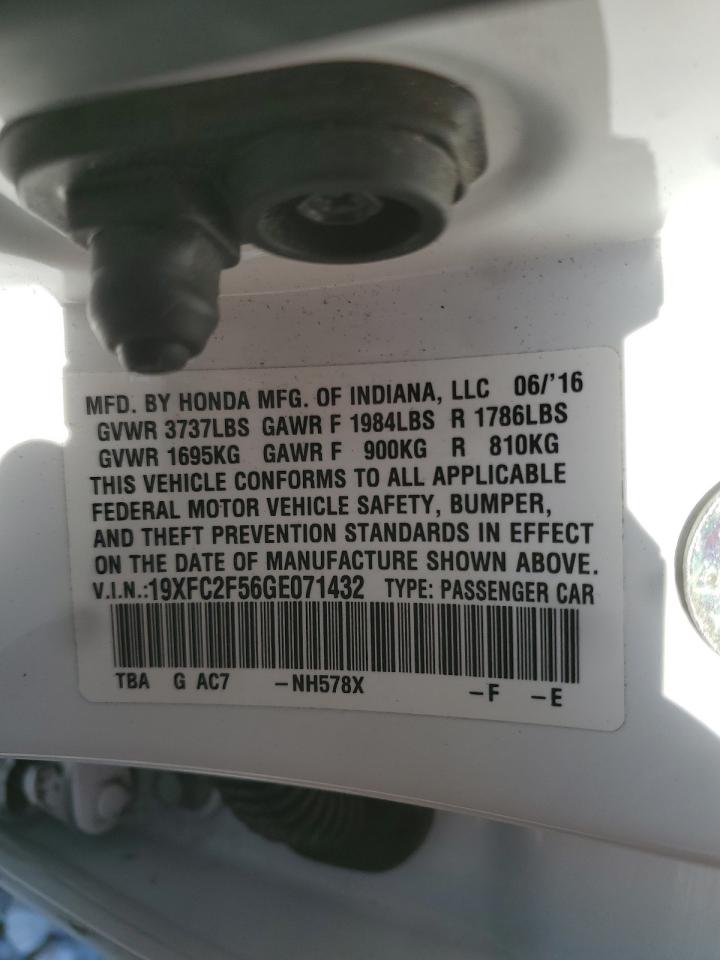 MFD. BY HONDA MFG. OF INDIANA, LLC 06/'16
GVWR 3737LBS GAWR F 1984LBS R 1786LBS
GVWR 1695KG GAWR F 900KG R 810KG
THIS VEHICLE CONFORMS TO ALL APPLICABLE
FEDERAL MOTOR VEHICLE SAFETY, BUMPER,
AND THEFT PREVENTION STANDARDS IN EFFECT
ON THE DATE OF MANUFACTURE SHOWN ABOVE.
V.I.N.:19XFC2F56GE071432 TYPE: PASSENGER CAR
TBA G AC7 –NH578X –F –E